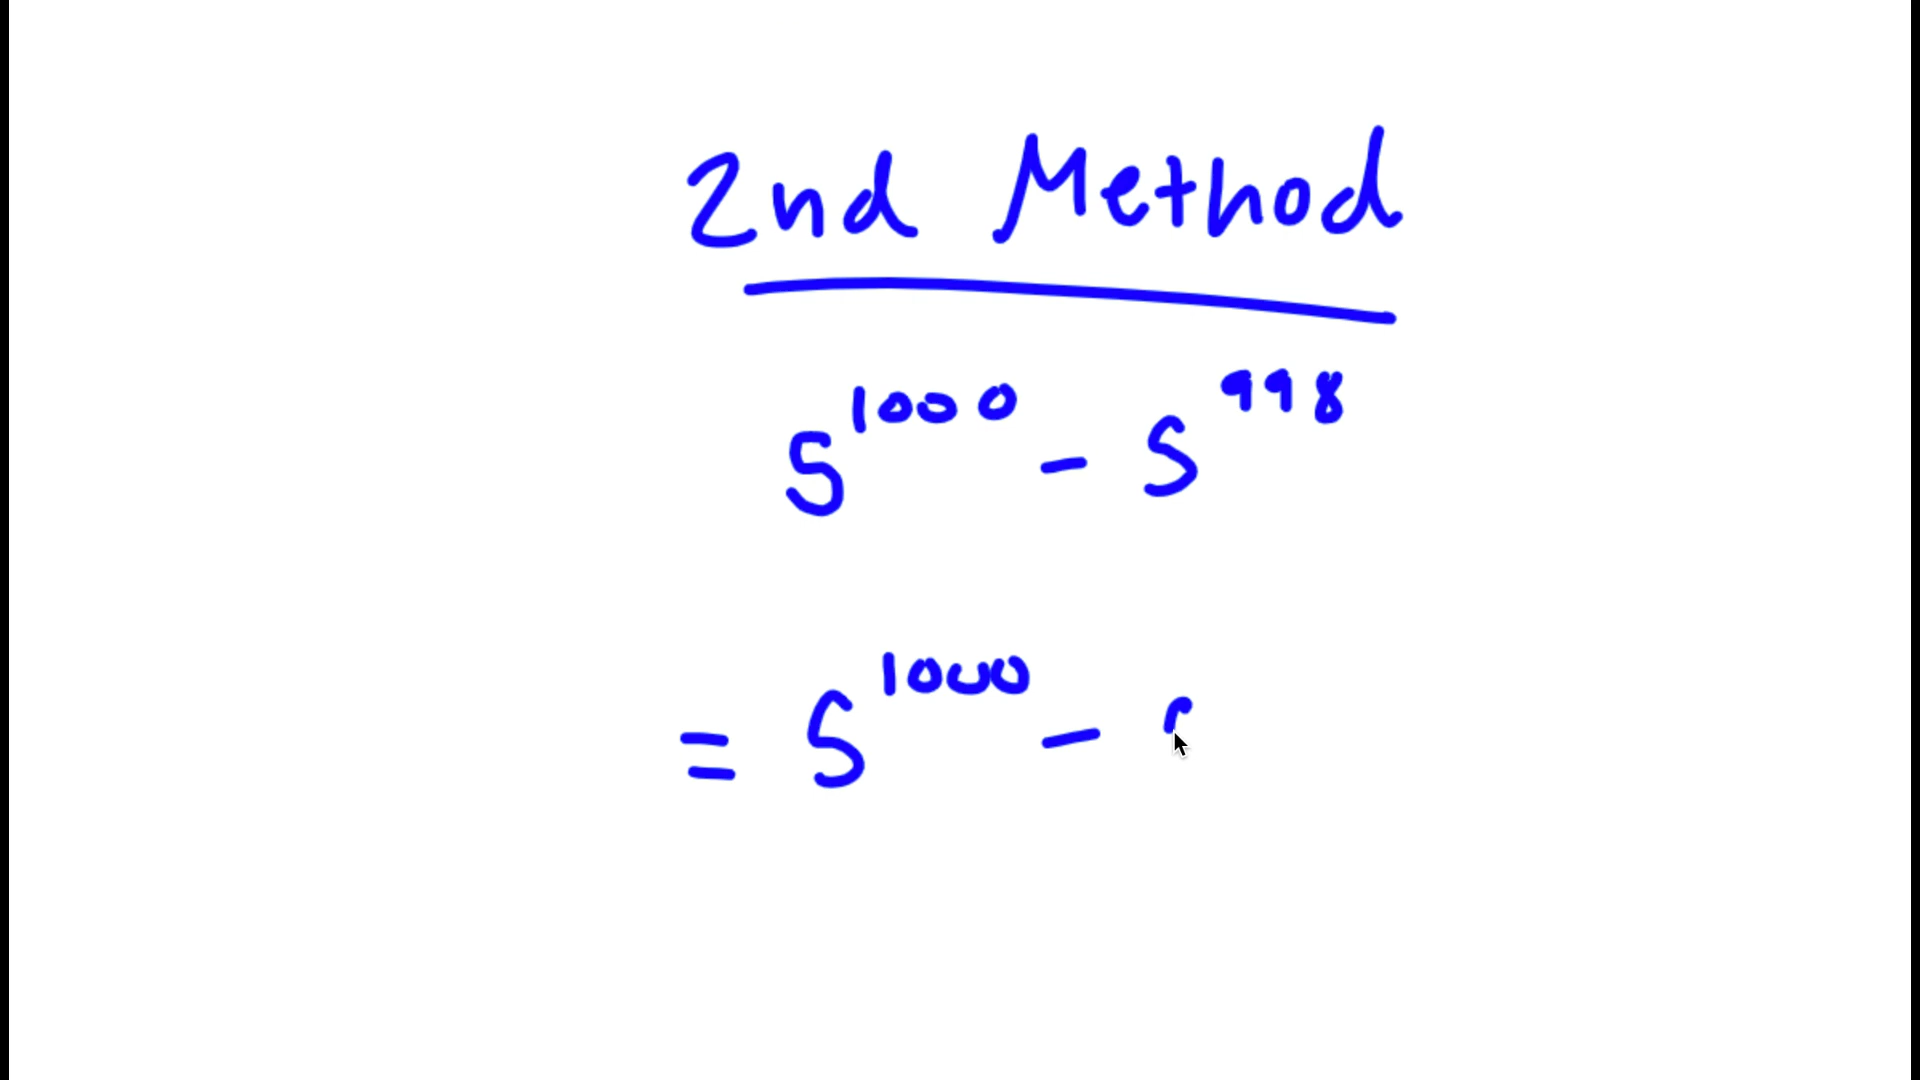 2nd Method
5^1000 - 5^998
= 5^1000 -